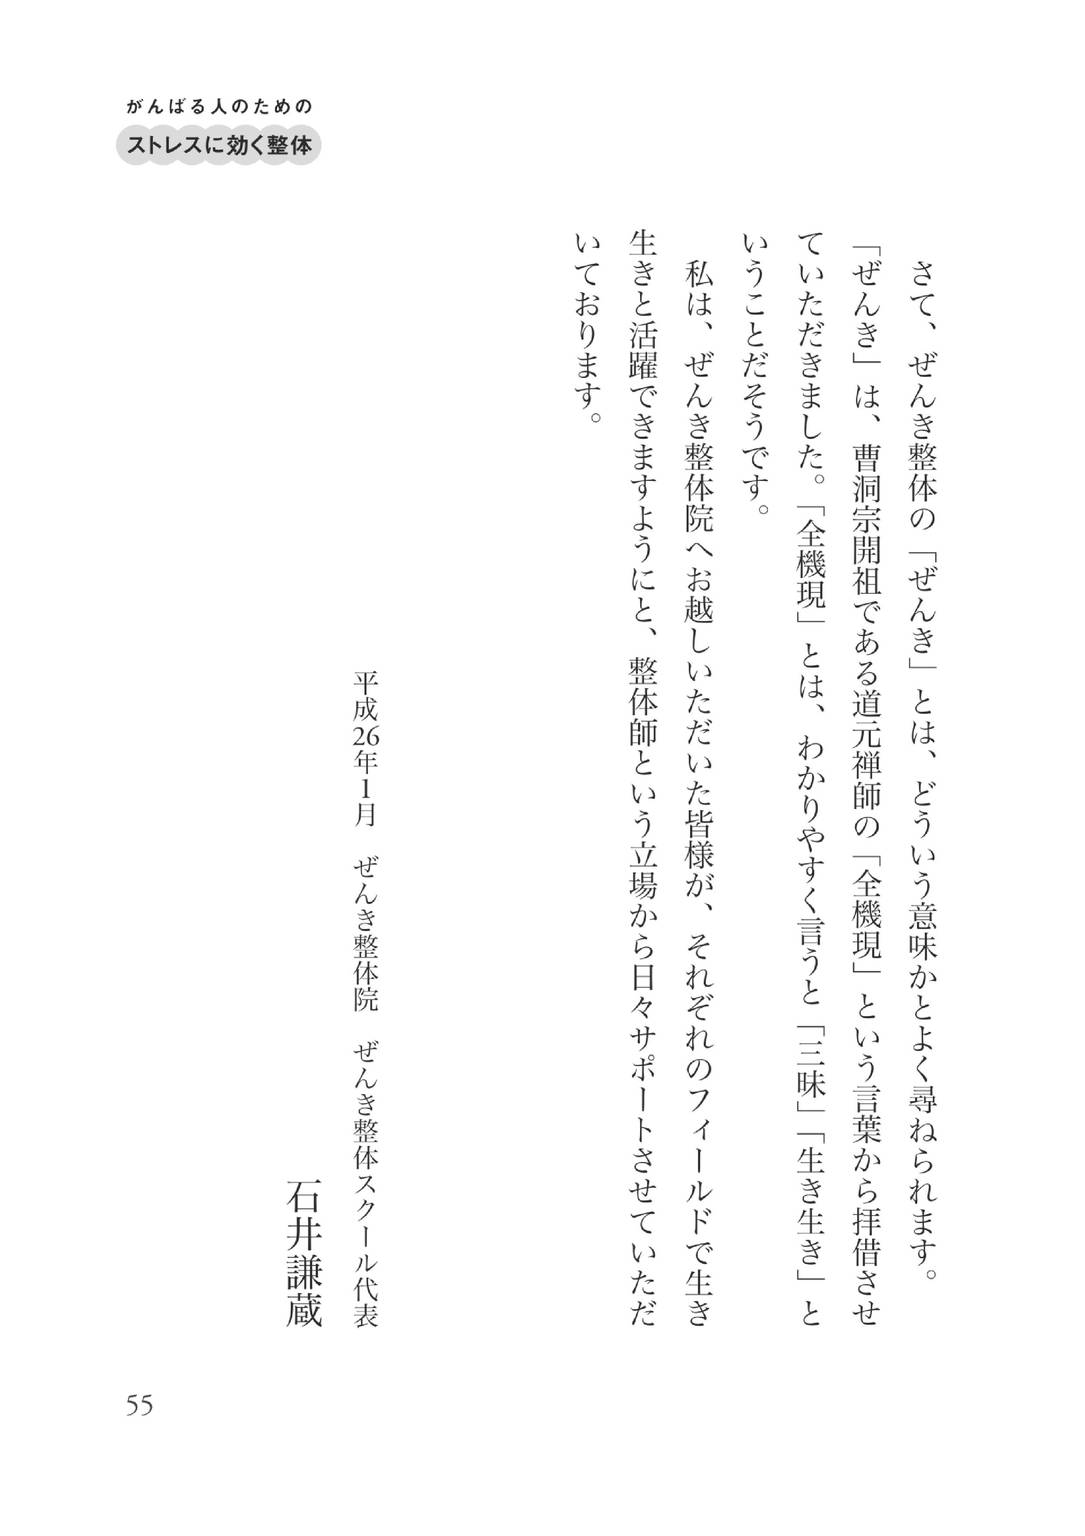 がんばる人のための
ストレスに効く整体
さて、ぜんき整体の「ぜんき」とは、どういう意味かとよく尋ねられます。
「ぜんき」は、曹洞宗開祖である道元禅師の「全機現」という言葉から拝借させ
ていただきました。「全機現」とは、わかりやすく言うと「三昧」「生き生き」と
いうことだそうです。
私は、ぜんき整体院へお越しいただいた皆様が、それぞれのフィールドで生き
生きと活躍できますようにと、整体師という立場から日々サポートさせていただ
いております。
平成26年1月　ぜんき整体院　ぜんき整体スクール代表
石井謙蔵
55